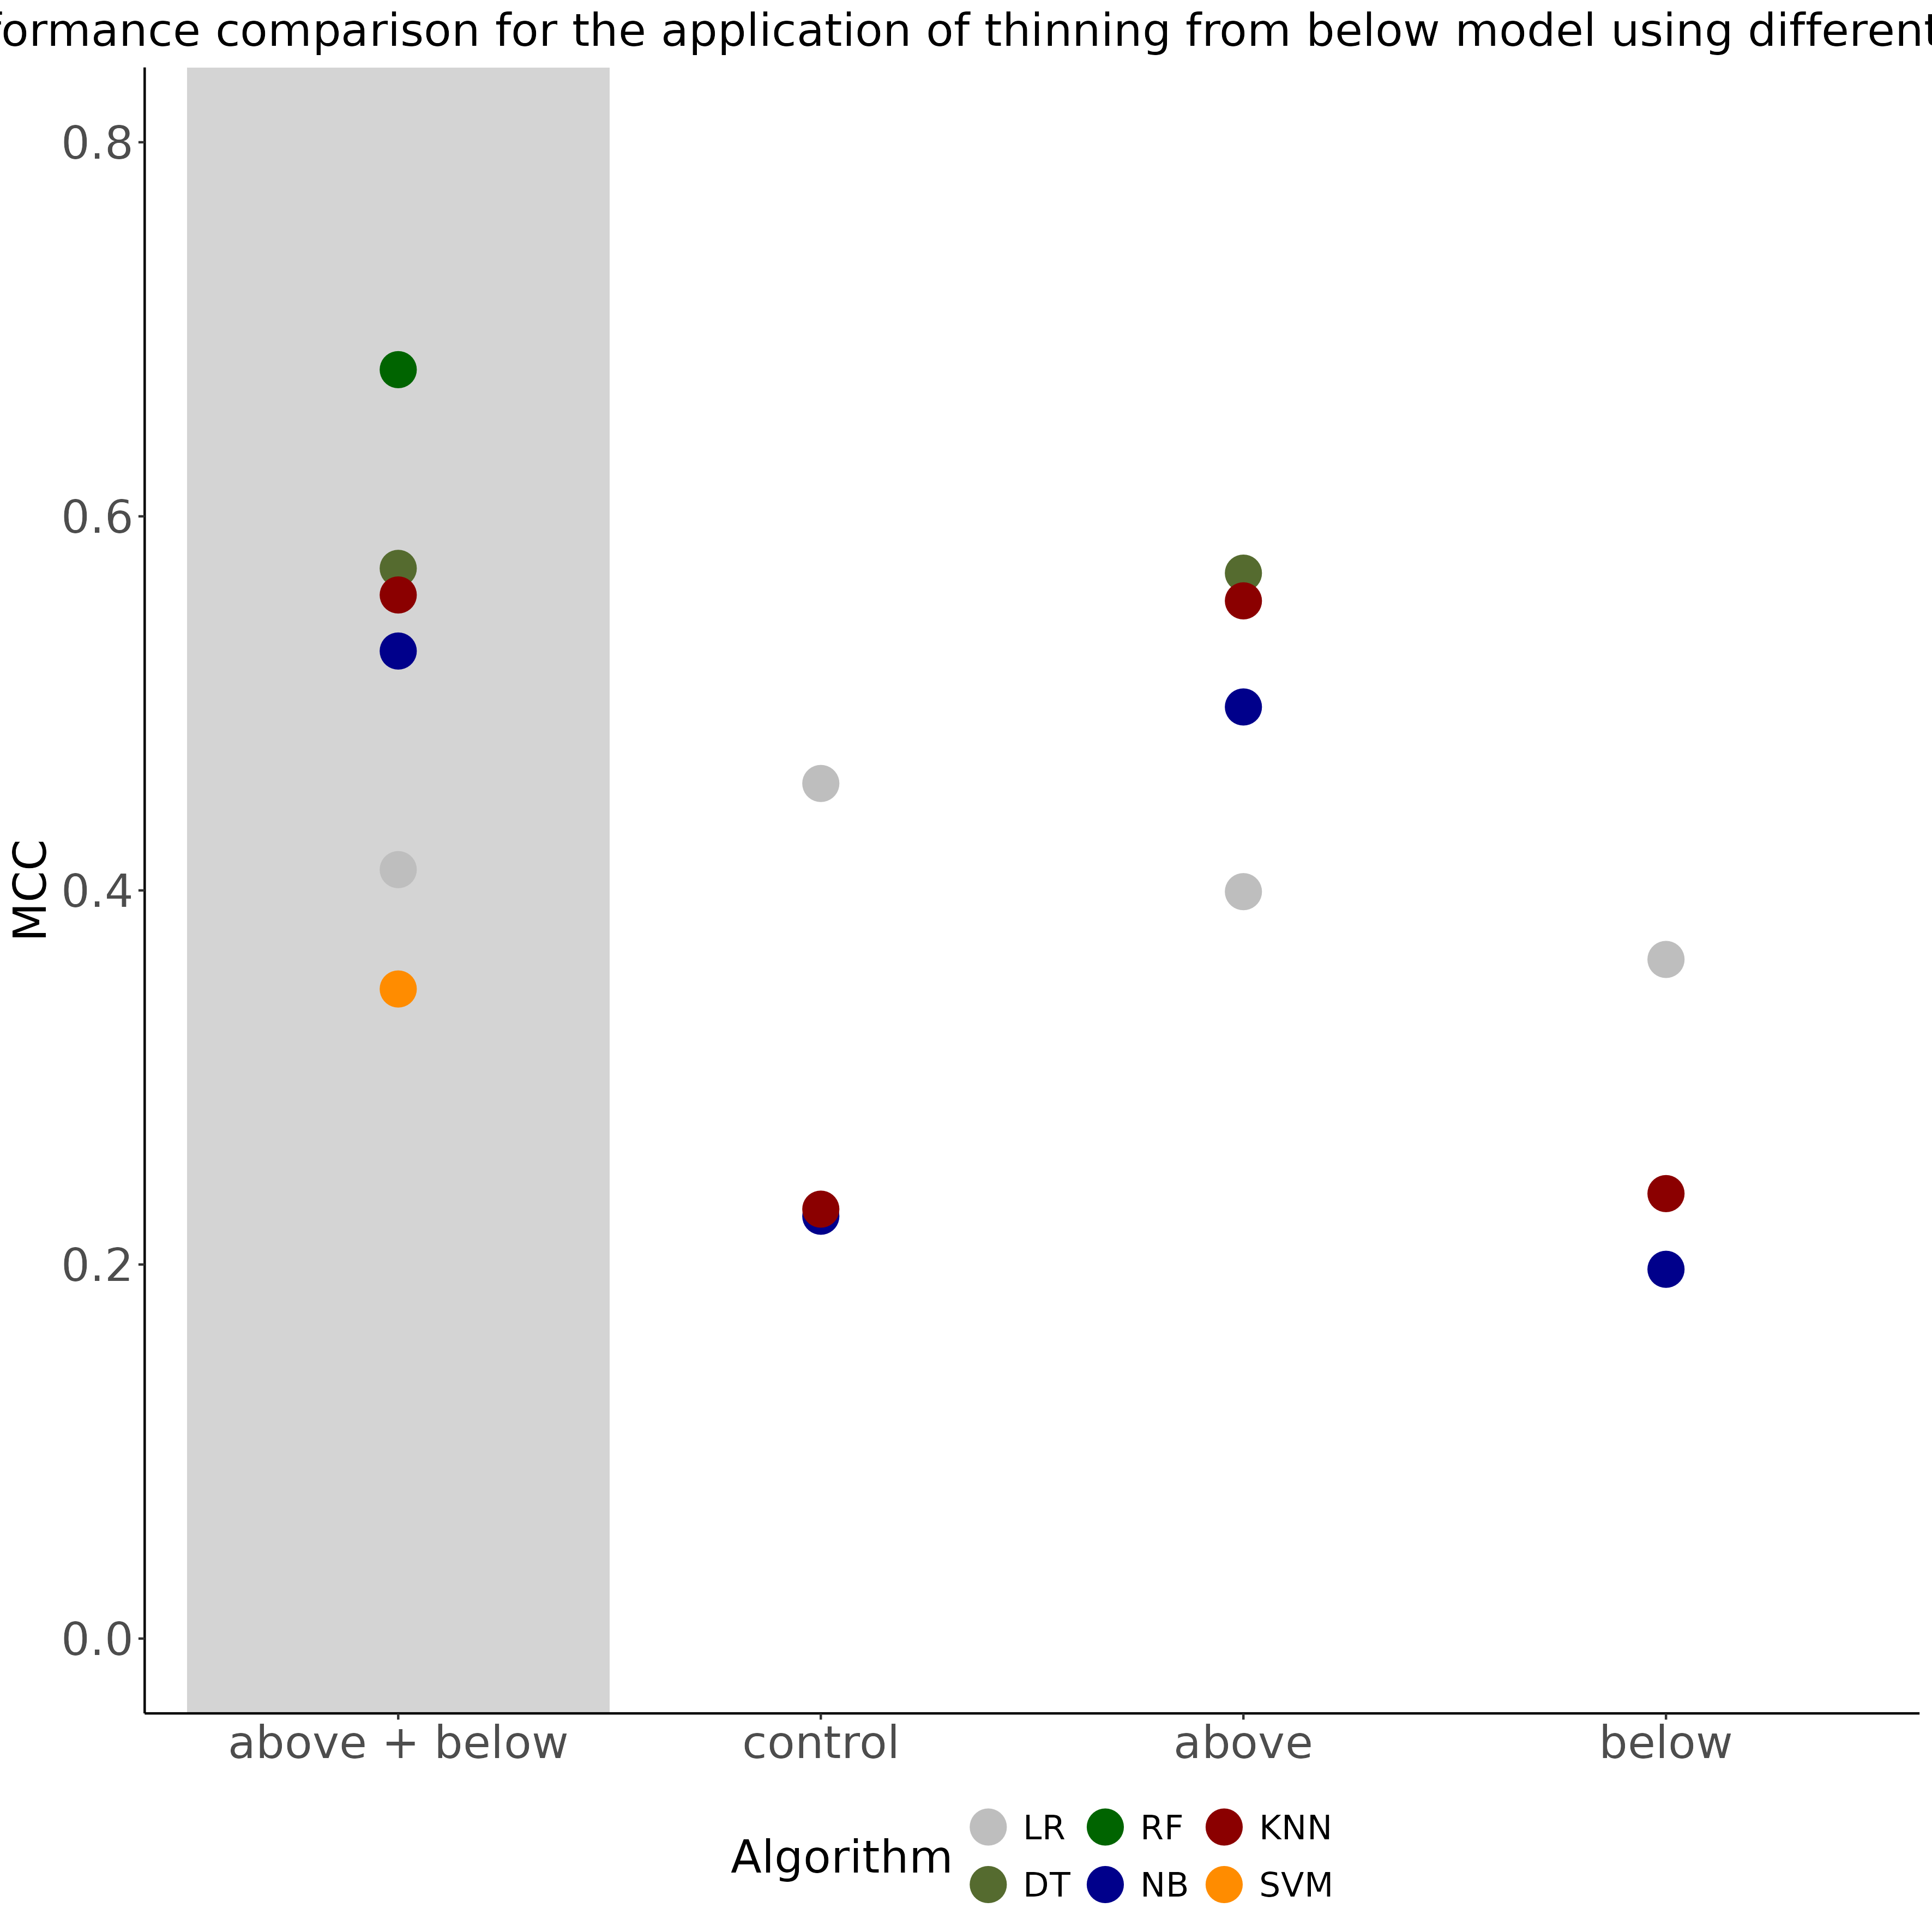 formance comparison for the application of thinning from below model using different
MCC
0.8
0.6
0.4
0.2
0.0
above + below control above below
Algorithm
LR RF KNN
DT NB SVM